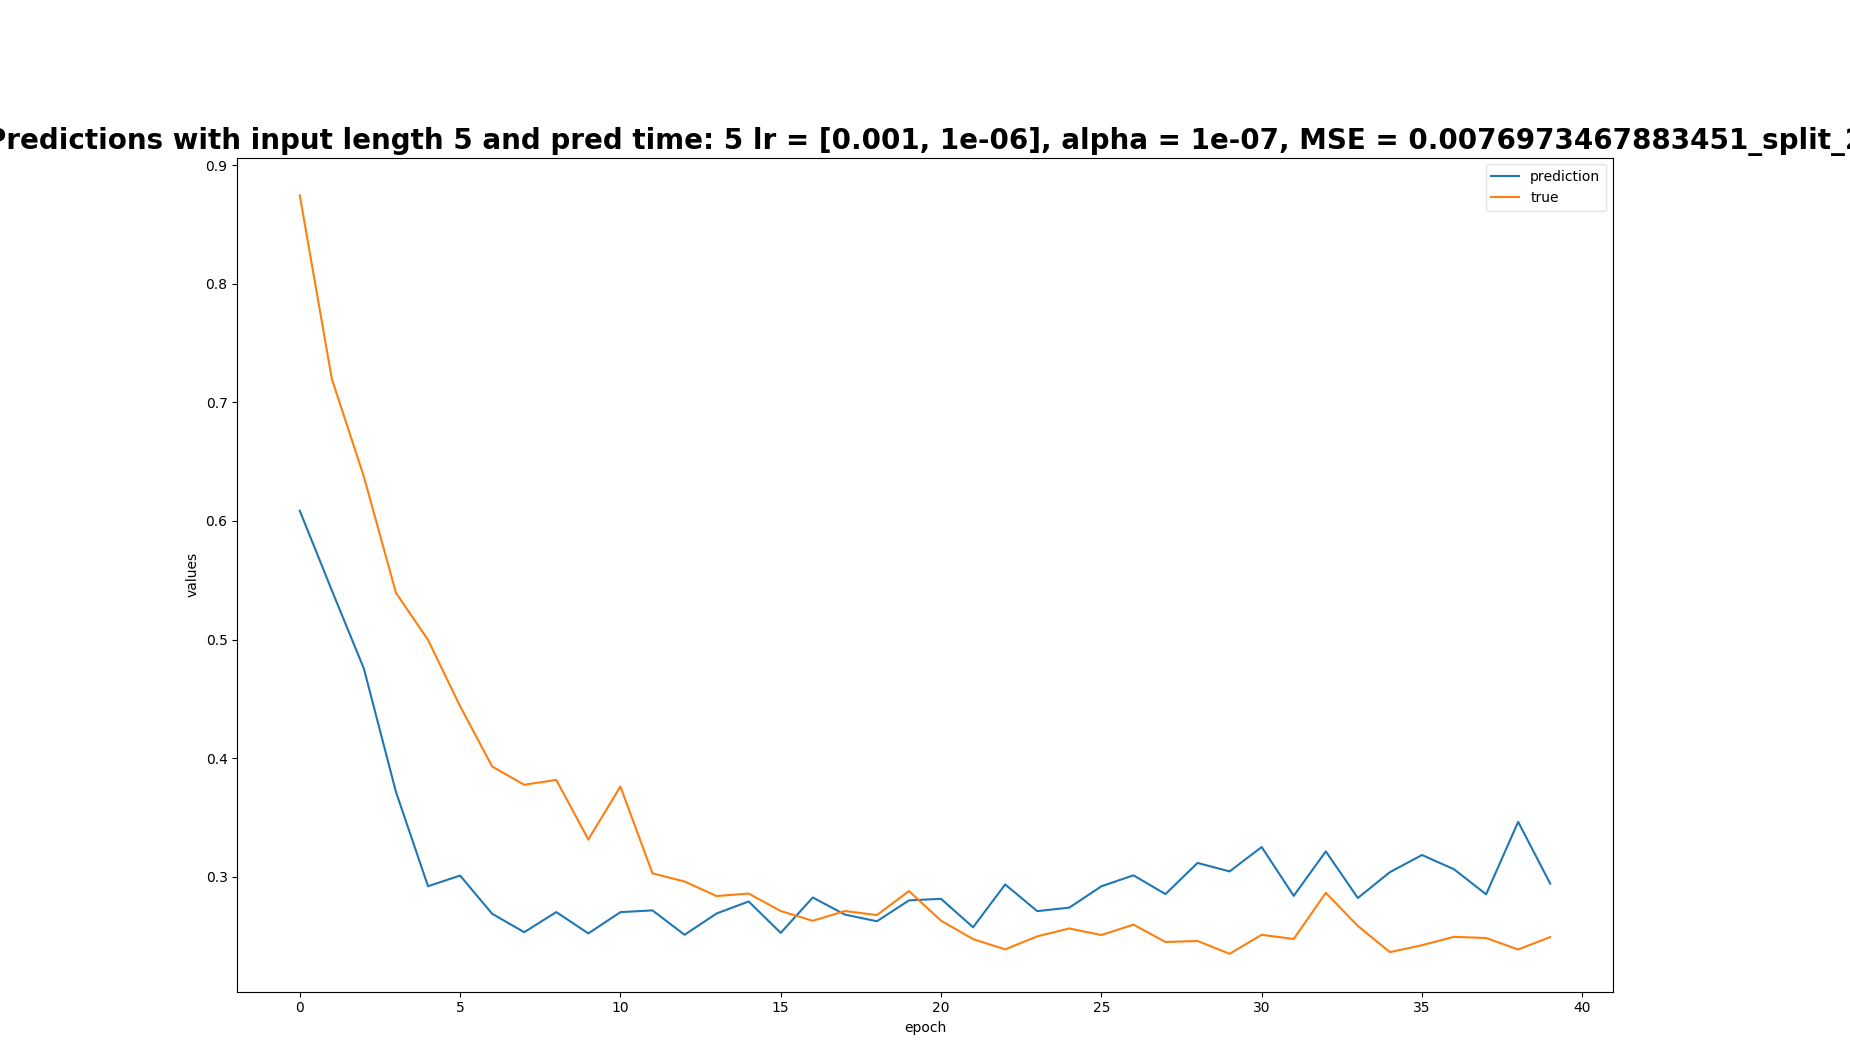 Predictions with input length 5 and pred time: 5 lr = [0.001, 1e-06], alpha = 1e-07, MSE = 0.0076973467883451_split_2
prediction
true
0.9
0.8
0.7
0.6
0.5
0.4
0.3
values
0 5 10 15 20 25 30 35 40
epoch